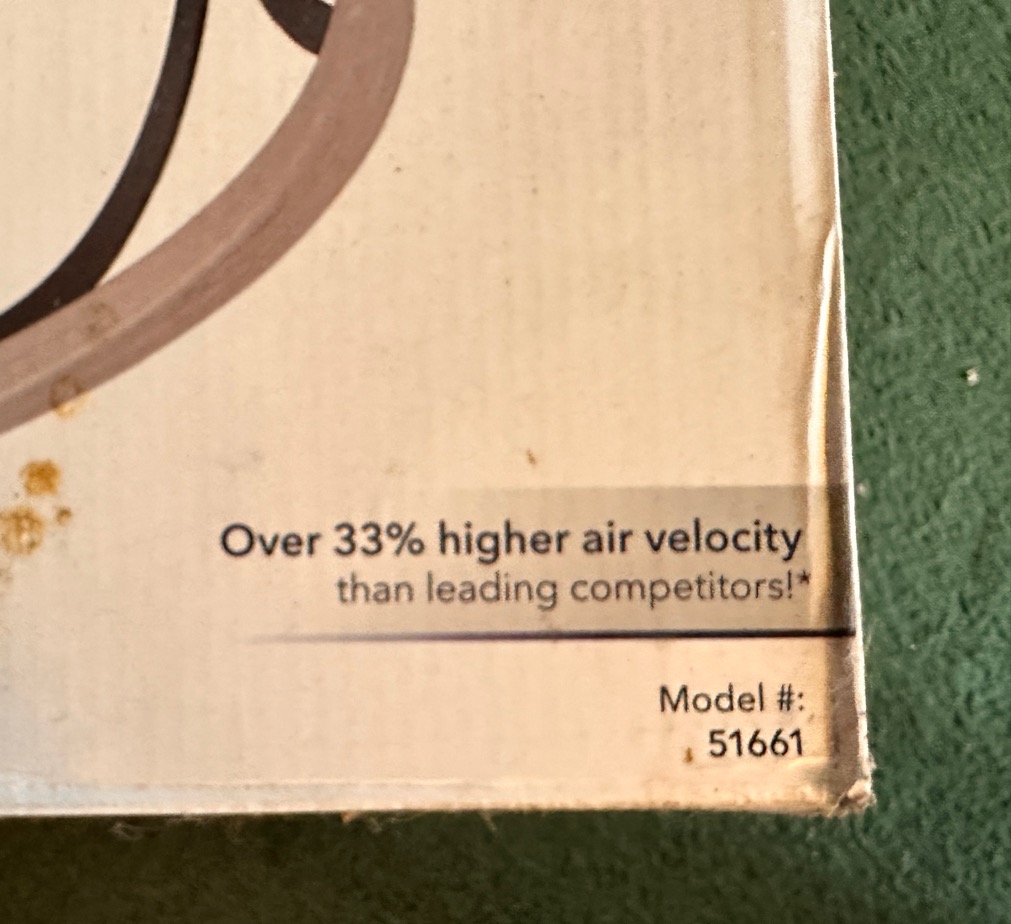 Over 33% higher air velocity
than leading competitors!*
Model #:
51661